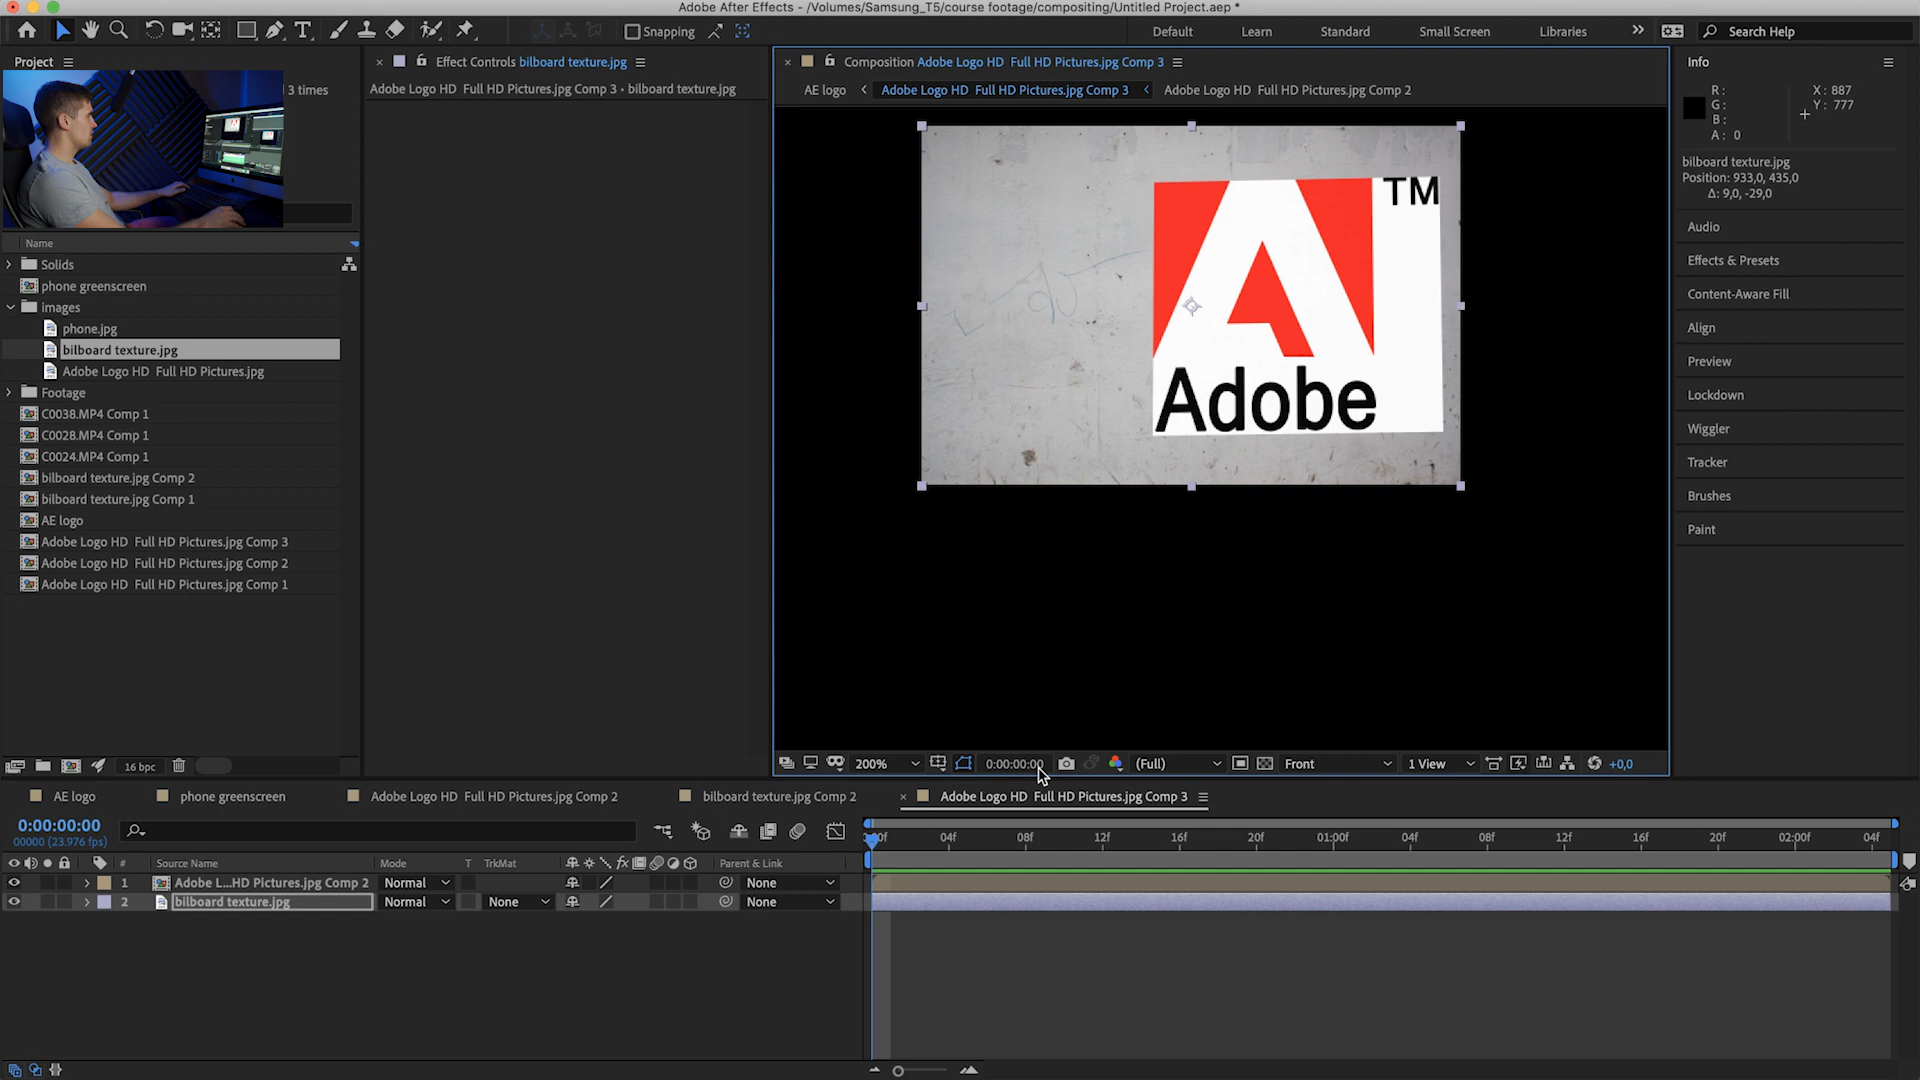 Adobe After Effects - /Volumes/Samsung_T5/course footage/compositing/Untitled Project.aep *
Snapping
Default
Learn
Standard
Small Screen
Libraries
Search Help
Project
3 times
Name
Solids
phone greenscreen
images
phone.jpg
bilboard texture.jpg
Adobe Logo HD Full HD Pictures.jpg
Footage
C0038.MP4 Comp 1
C0028.MP4 Comp 1
C0024.MP4 Comp 1
bilboard texture.jpg Comp 2
bilboard texture.jpg Comp 1
AE logo
Adobe Logo HD Full HD Pictures.jpg Comp 3
Adobe Logo HD Full HD Pictures.jpg Comp 2
Adobe Logo HD Full HD Pictures.jpg Comp 1
16 bpc
Effect Controls bilboard texture.jpg
Adobe Logo HD Full HD Pictures.jpg Comp 3 • bilboard texture.jpg
Composition Adobe Logo HD Full HD Pictures.jpg Comp 3
AE logo
Adobe Logo HD Full HD Pictures.jpg Comp 3
Adobe Logo HD Full HD Pictures.jpg Comp 2
TM
Adobe
200%
0:00:00:00
(Full)
Front
1 View
+0,0
Info
R :
G :
B :
A : 0
X : 887
Y : 777
bilboard texture.jpg
Position: 933,0, 435,0
Δ: 9,0, -29,0
Audio
Effects & Presets
Content-Aware Fill
Align
Preview
Lockdown
Wiggler
Tracker
Brushes
Paint
AE logo
phone greenscreen
Adobe Logo HD Full HD Pictures.jpg Comp 2
bilboard texture.jpg Comp 2
Adobe Logo HD Full HD Pictures.jpg Comp 3
0:00:00:00
00000 (23.976 fps)
:00f 04f 08f 12f 16f 20f 01:00f 04f 08f 12f 16f 20f 02:00f 04f
# Source Name Mode T TrkMat Parent & Link
1 Adobe L...HD Pictures.jpg Comp 2 Normal None
2 bilboard texture.jpg Normal None None